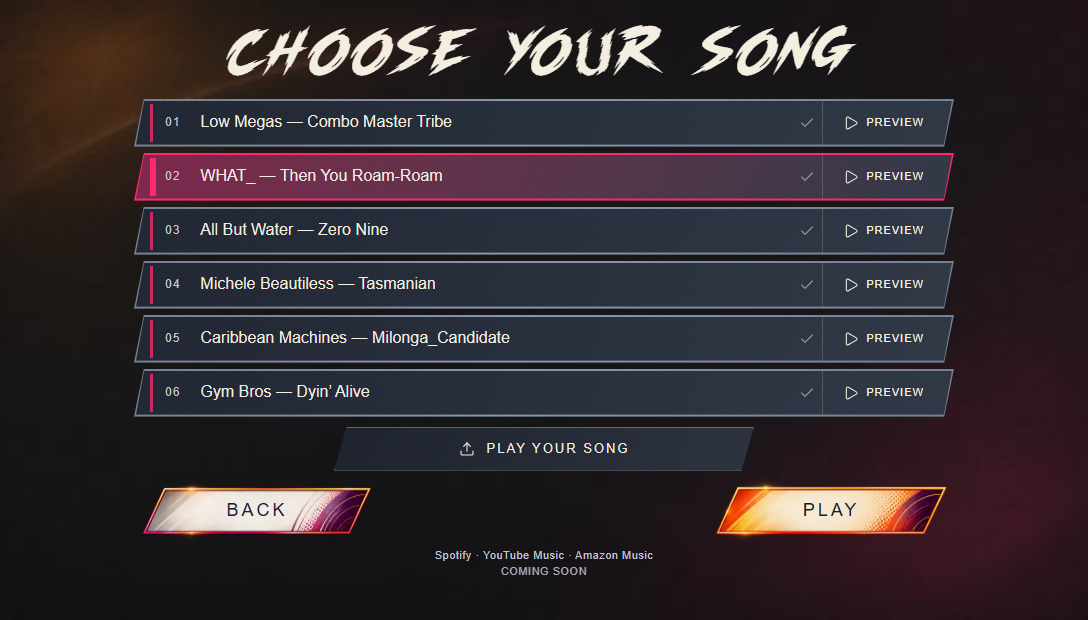 CHOOSE YOUR SONG
01 Low Megas — Combo Master Tribe PREVIEW
02 WHAT_ — Then You Roam-Roam PREVIEW
03 All But Water — Zero Nine PREVIEW
04 Michele Beautiless — Tasmanian PREVIEW
05 Caribbean Machines — Milonga_Candidate PREVIEW
06 Gym Bros — Dyin’ Alive PREVIEW
PLAY YOUR SONG
BACK PLAY
Spotify · YouTube Music · Amazon Music
COMING SOON